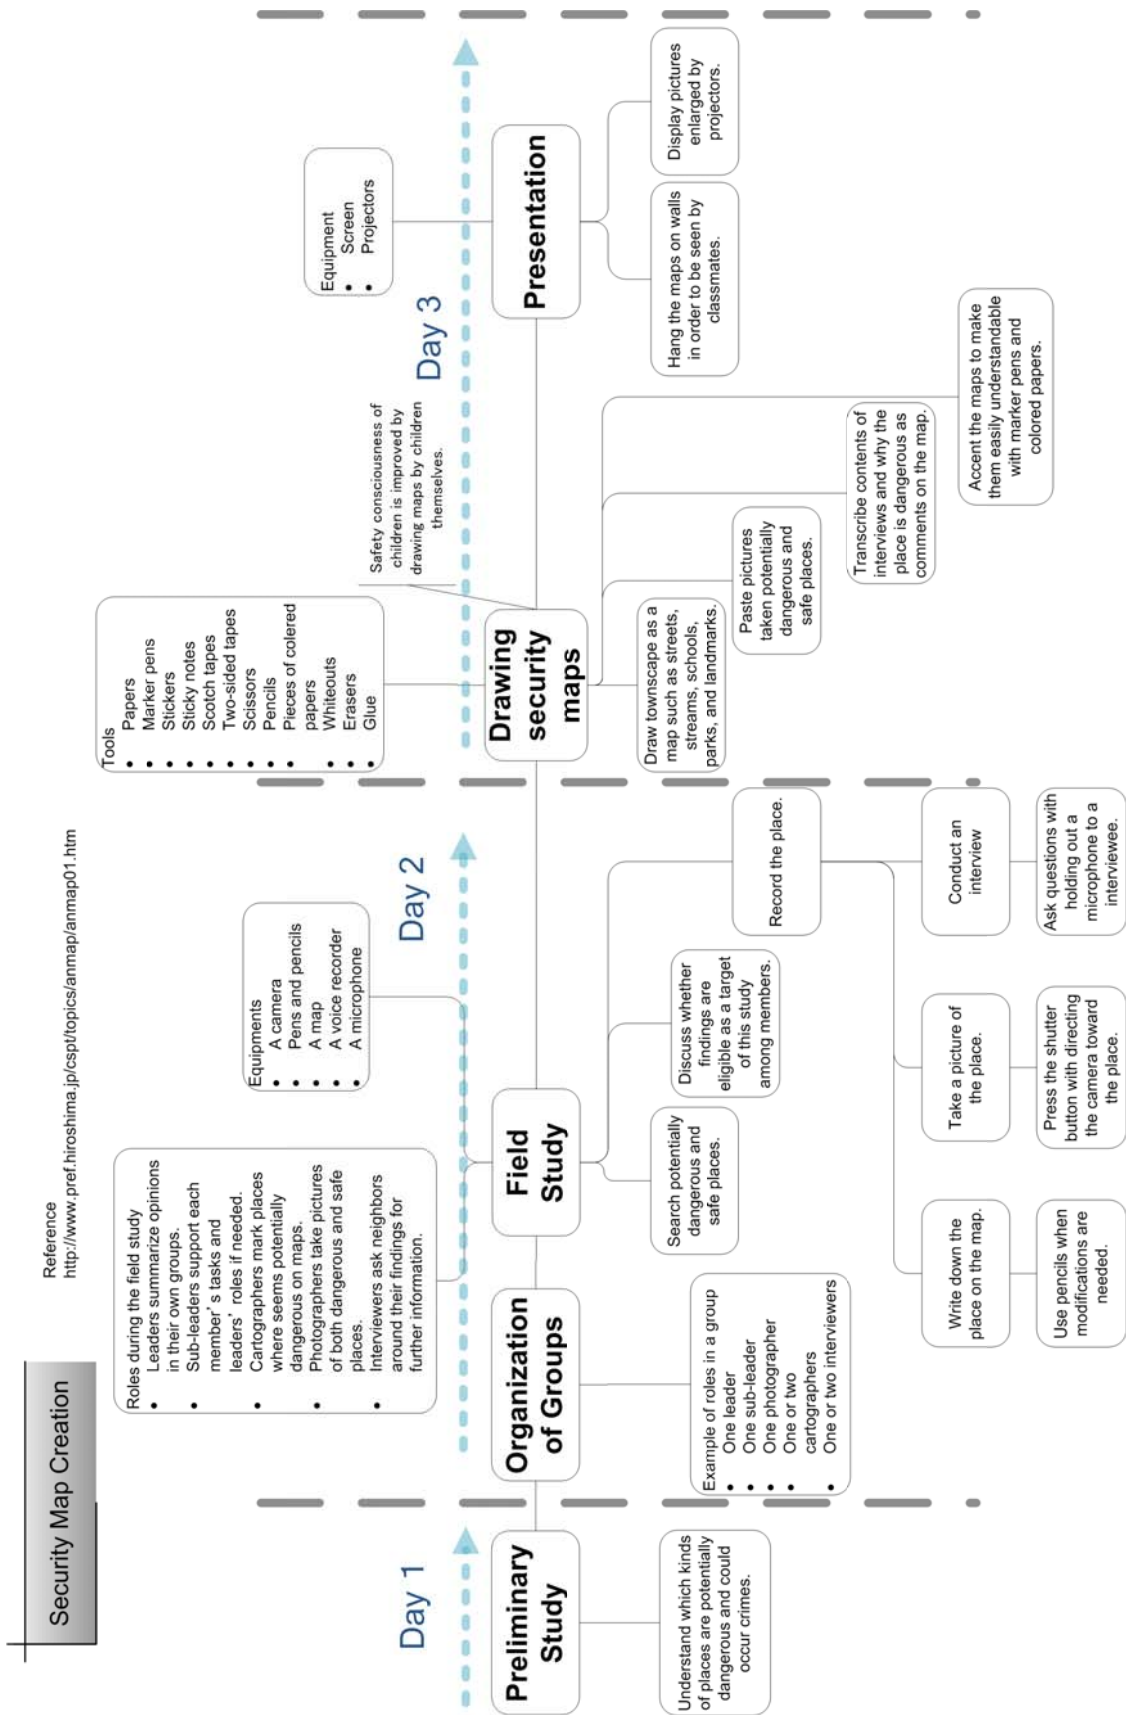 Security Map Creation
Reference
http://www.pref.hiroshima.jp/cspt/topics/anmap/anmap01.htm
Day 1
Preliminary
Study
Understand which kinds
of places are potentially
dangerous and could
occur crimes.
Day 2
Roles during the field study
• Leaders summarize opinions
in their own groups.
• Sub-leaders support each
member’s tasks and
leaders’ roles if needed.
• Cartographers mark places
where seems potentially
dangerous on maps.
• Photographers take pictures
of both dangerous and safe
places.
• Interviewers ask neighbors
around their findings for
further information.
Equipments
• A camera
• Pens and pencils
• A map
• A voice recorder
• A microphone
Organization
of Groups
Example of roles in a group
• One leader
• One sub-leader
• One photographer
• One or two
cartographers
• One or two interviewers
Field
Study
Search potentially
dangerous and
safe places.
Discuss whether
findings are
eligible as a target
of this study
among members.
Record the place.
Write down the
place on the map.
Use pencils when
modifications are
needed.
Take a picture of
the place.
Press the shutter
button with directing
the camera toward
the place.
Conduct an
interview
Ask questions with
holding out a
microphone to a
interviewee.
Day 3
Tools
• Papers
• Marker pens
• Stickers
• Sticky notes
• Scotch tapes
• Two-sided tapes
• Scissors
• Pencils
• Pieces of colered
papers
• Whiteouts
• Erasers
• Glue
Safety consciousness of
children is improved by
drawing maps by children
themselves.
Drawing
security
maps
Draw townscape as a
map such as streets,
streams, schools,
parks, and landmarks.
Paste pictures
taken potentially
dangerous and
safe places.
Transcribe contents of
interviews and why the
place is dangerous as
comments on the map.
Accent the maps to make
them easily understandable
with marker pens and
colored papers.
Equipment
• Screen
• Projectors
Presentation
Hang the maps on walls
in order to be seen by
classmates.
Display pictures
enlarged by
projectors.